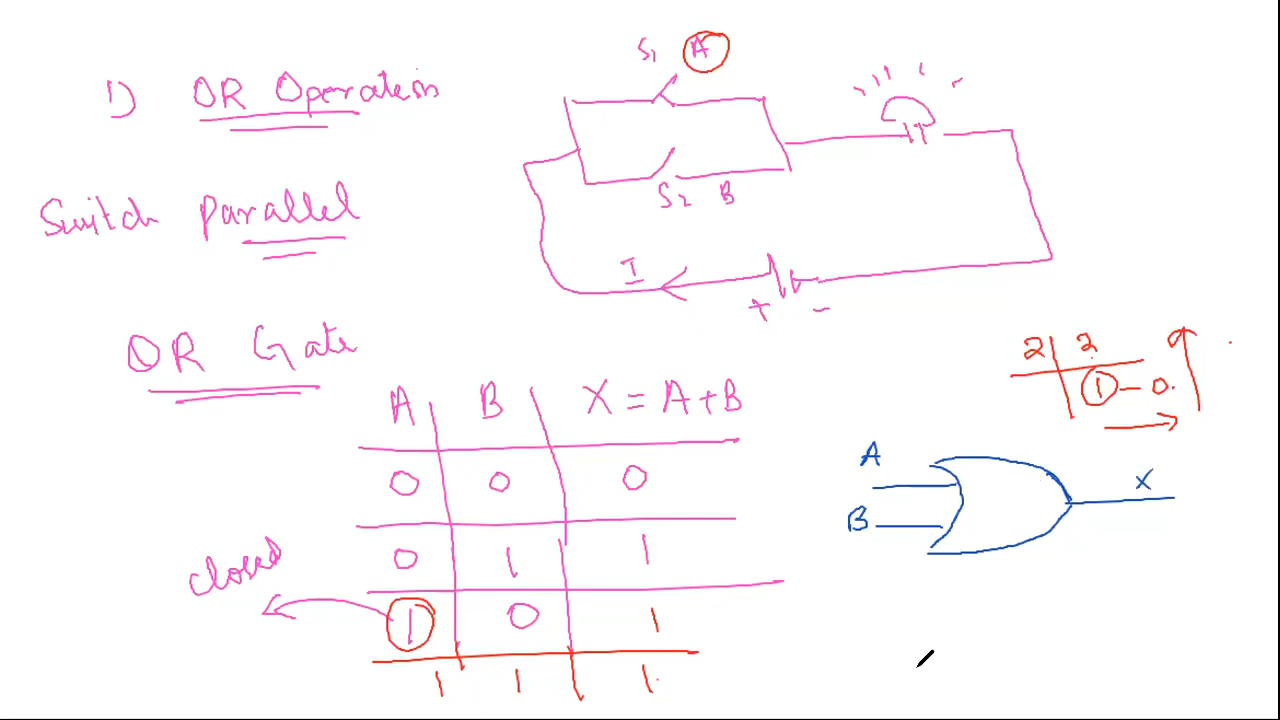 1) OR Operation
S1 A
Switch parallel
S2 B
I
+ -
OR Gate
2 | 2
1 - 0
A B X = A + B
0 0 0
0 1 1
closed
1 0 1
1 1 1
A
B
X